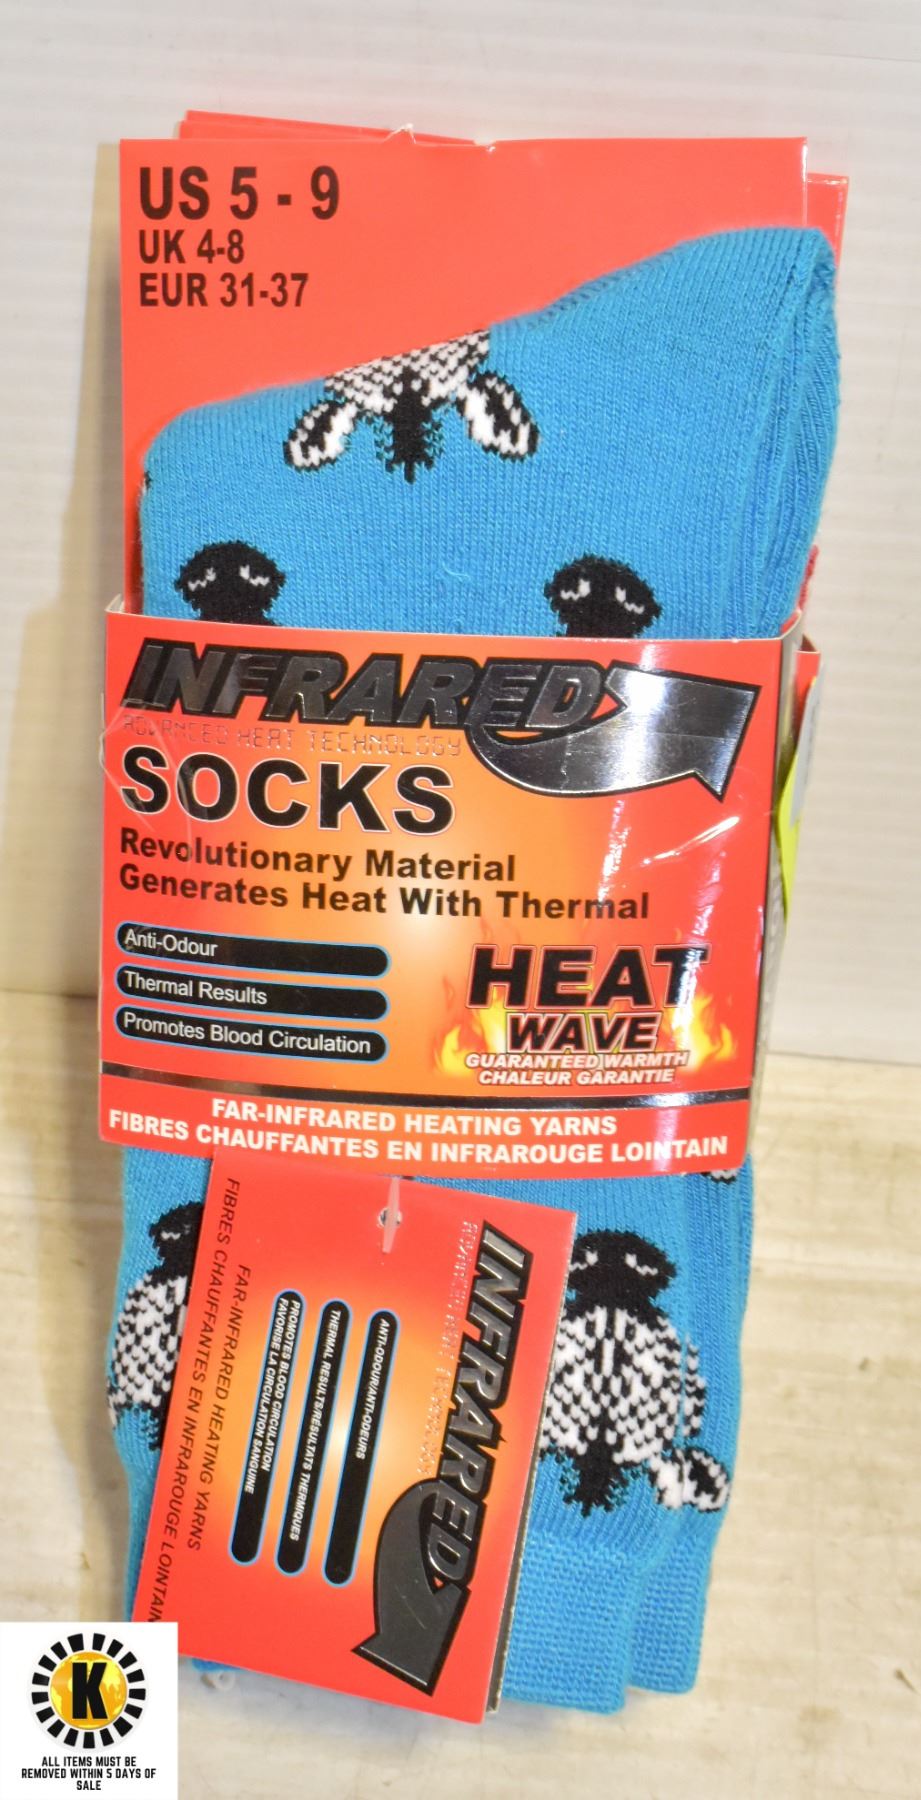 US 5 - 9
UK 4-8
EUR 31-37
INFRARED
ADVANCED HEAT TECHNOLOGY
SOCKS
Revolutionary Material
Generates Heat With Thermal
Anti-Odour
Thermal Results
Promotes Blood Circulation
HEAT
WAVE
GUARANTEED WARMTH
CHALEUR GARANTIE
FAR-INFRARED HEATING YARNS
FIBRES CHAUFFANTES EN INFRAROUGE LOINTAIN
INFRARED
ANTI-ODOUR/ANTI-ODEURS
THERMAL RESULTS/RESULTATS THERMIQUES
PROMOTES BLOOD CIRCULATION
FAVORISE LA CIRCULATION SANGUINE
FAR-INFRARED HEATING YARNS
FIBRES CHAUFFANTES EN INFRAROUGE LOINTAIN
K
ALL ITEMS MUST BE
REMOVED WITHIN 5 DAYS OF
SALE